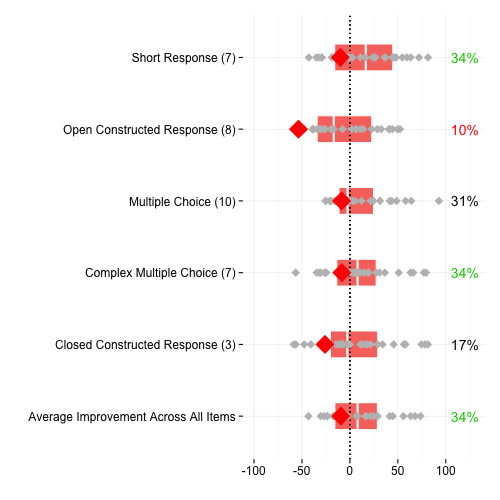 Short Response (7) 34%
Open Constructed Response (8) 10%
Multiple Choice (10) 31%
Complex Multiple Choice (7) 34%
Closed Constructed Response (3) 17%
Average Improvement Across All Items 34%
-100 -50 0 50 100